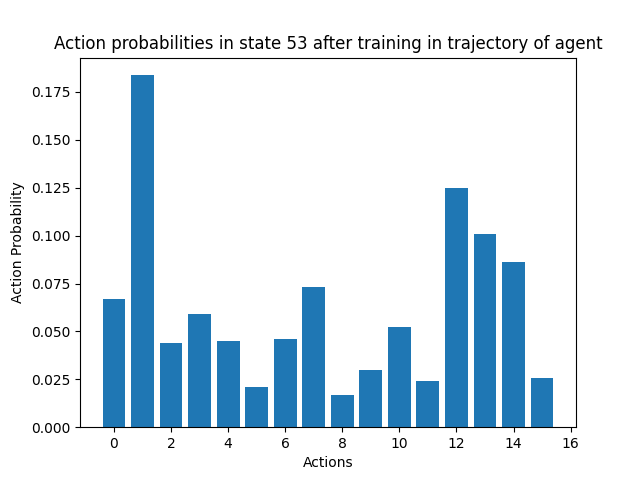 Action probabilities in state 53 after training in trajectory of agent
0.175
0.150
0.125
0.100
0.075
0.050
0.025
0.000
Action Probability
0 2 4 6 8 10 12 14 16
Actions